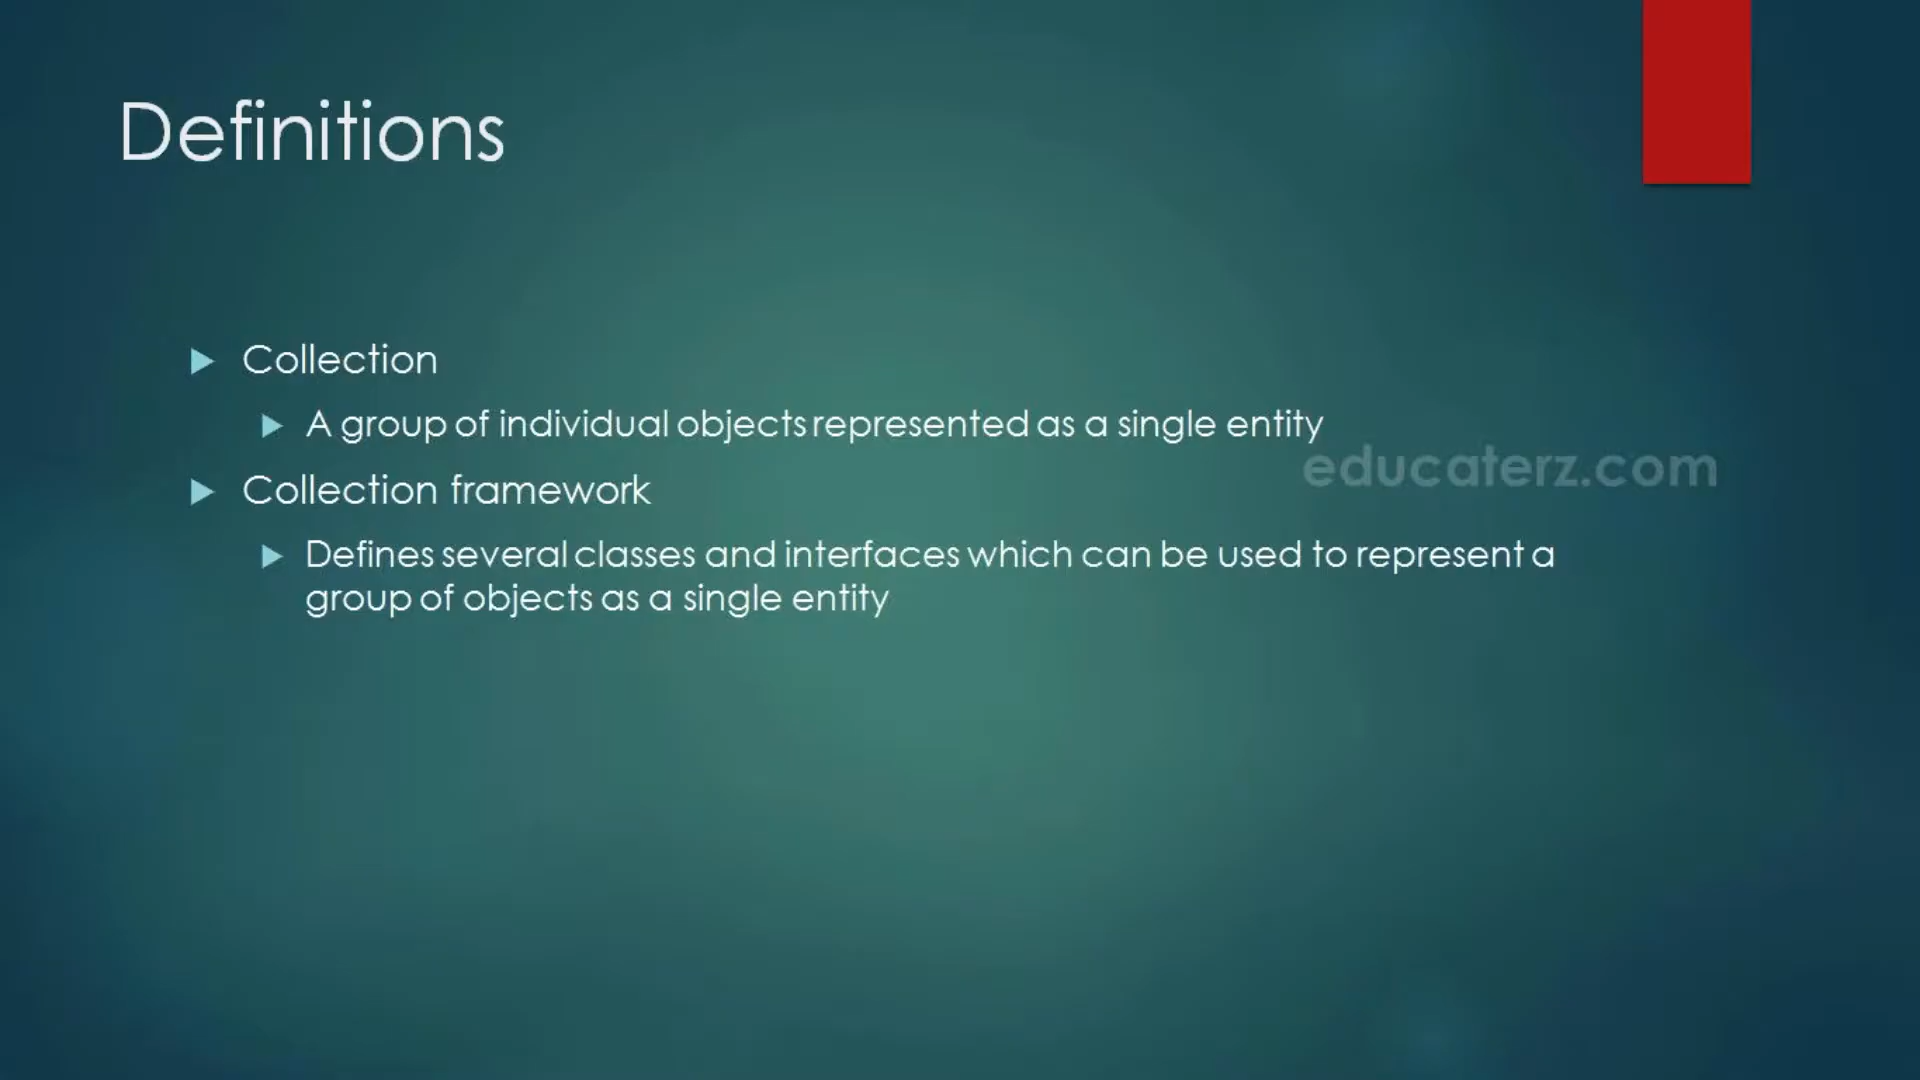 Definitions
Collection
A group of individual objects represented as a single entity
educaterz.com
Collection framework
Defines several classes and interfaces which can be used to represent a
group of objects as a single entity